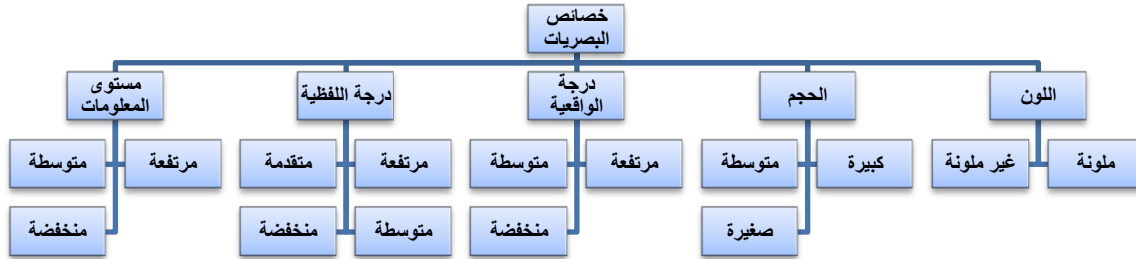 خصائص
البصريات
اللون
الحجم
درجة
الواقعية
درجة اللفظية
مستوى
المعلومات
ملونة
غير ملونة
كبيرة
متوسطة
مرتفعة
متوسطة
مرتفعة
متقدمة
مرتفعة
متوسطة
صغيرة
منخفضة
متوسطة
منخفضة
منخفضة